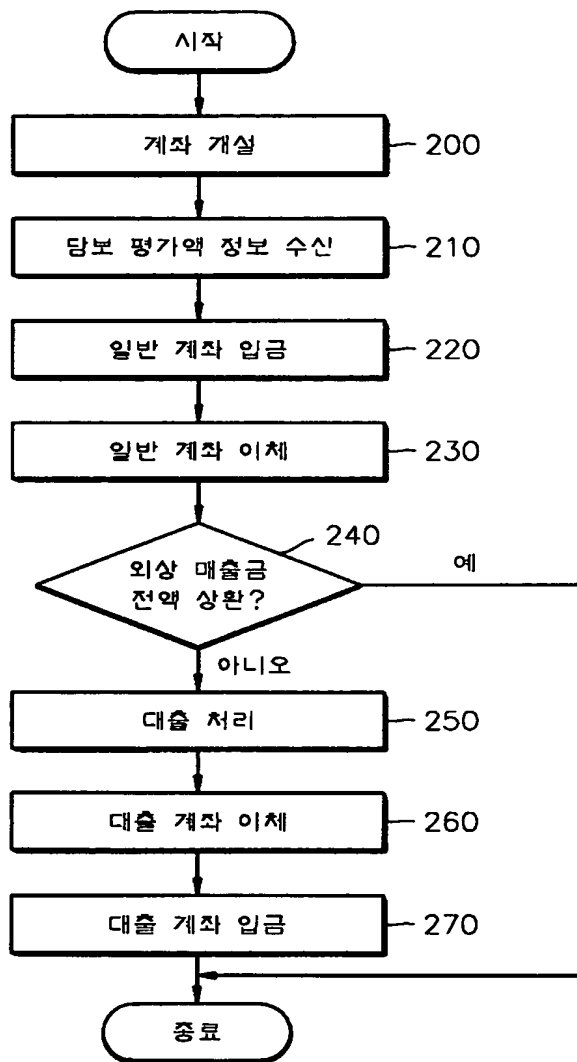 시작
계좌 개설
200
담보 평가액 정보 수신
210
일반 계좌 입금
220
일반 계좌 이체
230
240
외상 매출금
전액 상환?
예
아니오
대출 처리
250
대출 계좌 이체
260
대출 계좌 입금
270
종료